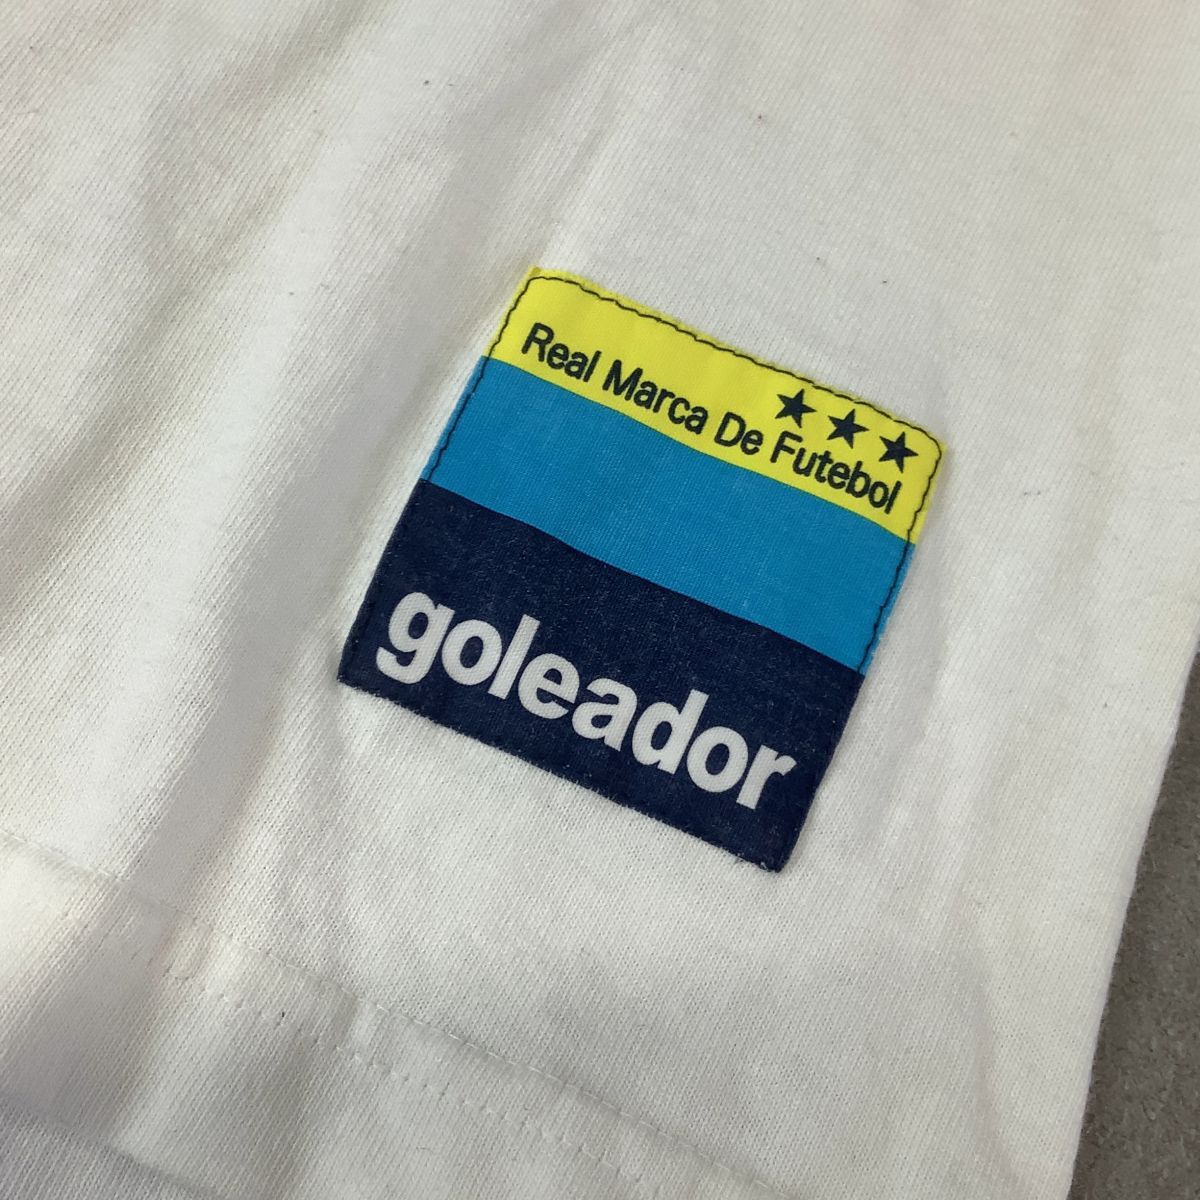 ★★★
Real Marca De Futebol
goleador